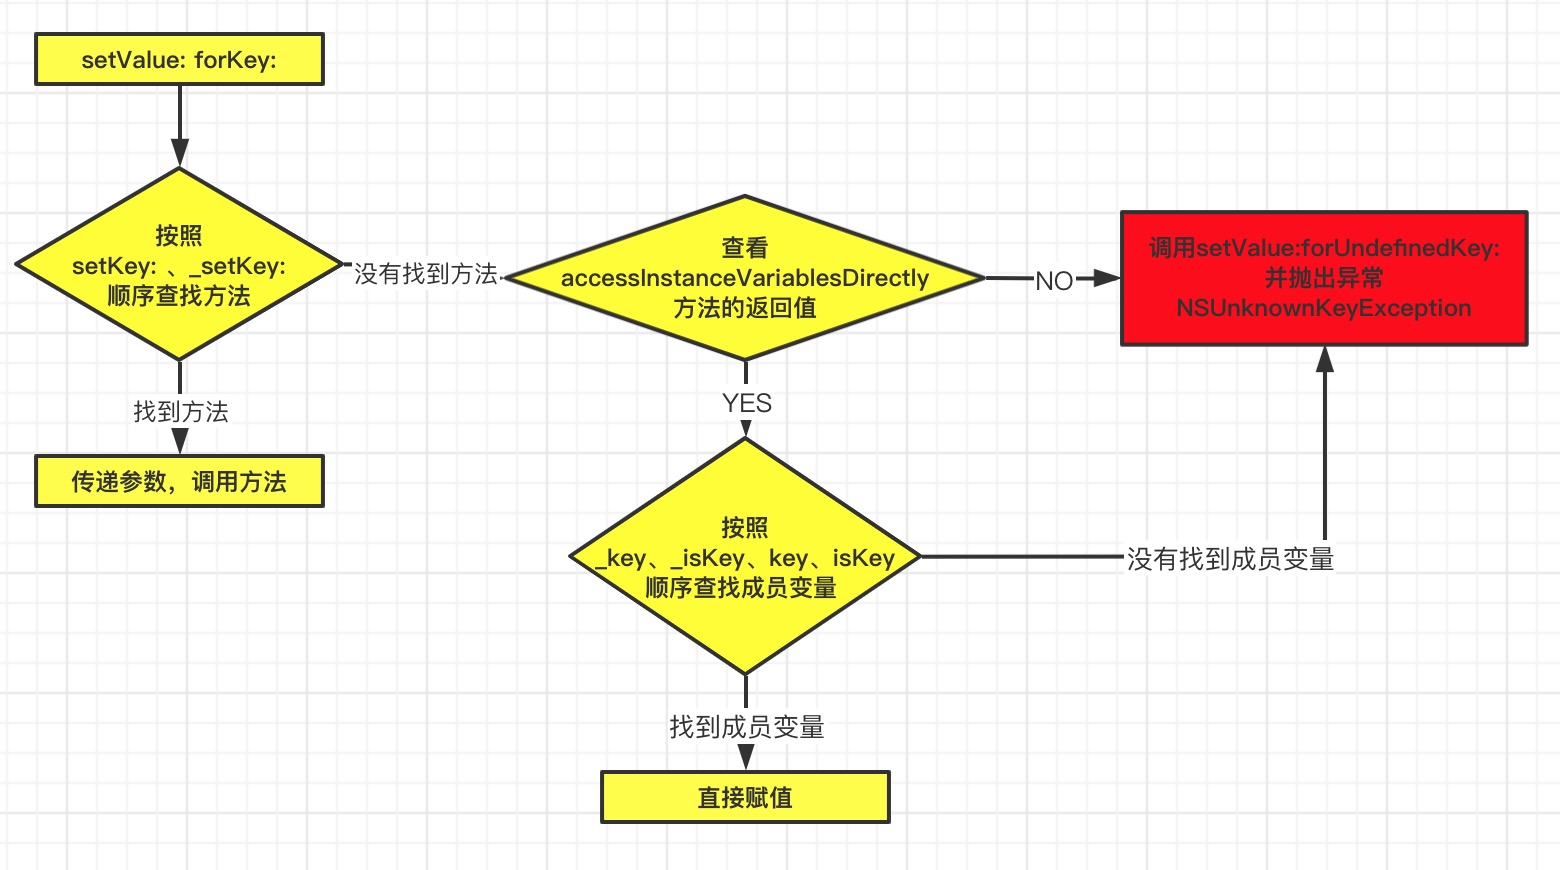 setValue: forKey:
按照
setKey: 、_setKey:
顺序查找方法
没有找到方法
找到方法
传递参数，调用方法
查看
accessInstanceVariablesDirectly
方法的返回值
NO
调用setValue:forUndefinedKey:
并抛出异常
NSUnknownKeyException
YES
按照
_key、_isKey、key、isKey
顺序查找成员变量
没有找到成员变量
找到成员变量
直接赋值